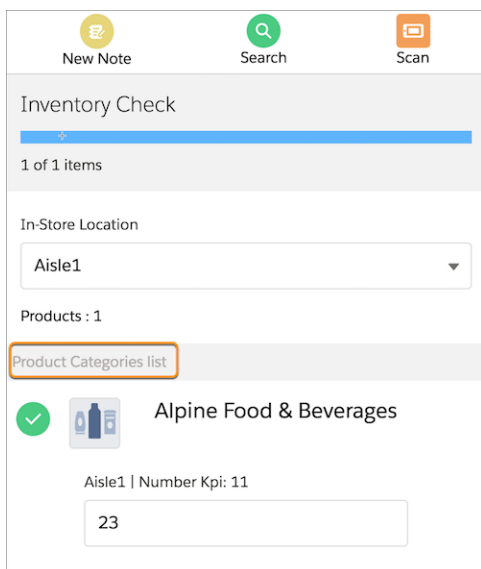 New Note
Search
Scan
Inventory Check
1 of 1 items
In-Store Location
Aisle1
Products : 1
Product Categories list
Alpine Food & Beverages
Aisle1 | Number Kpi: 11
23